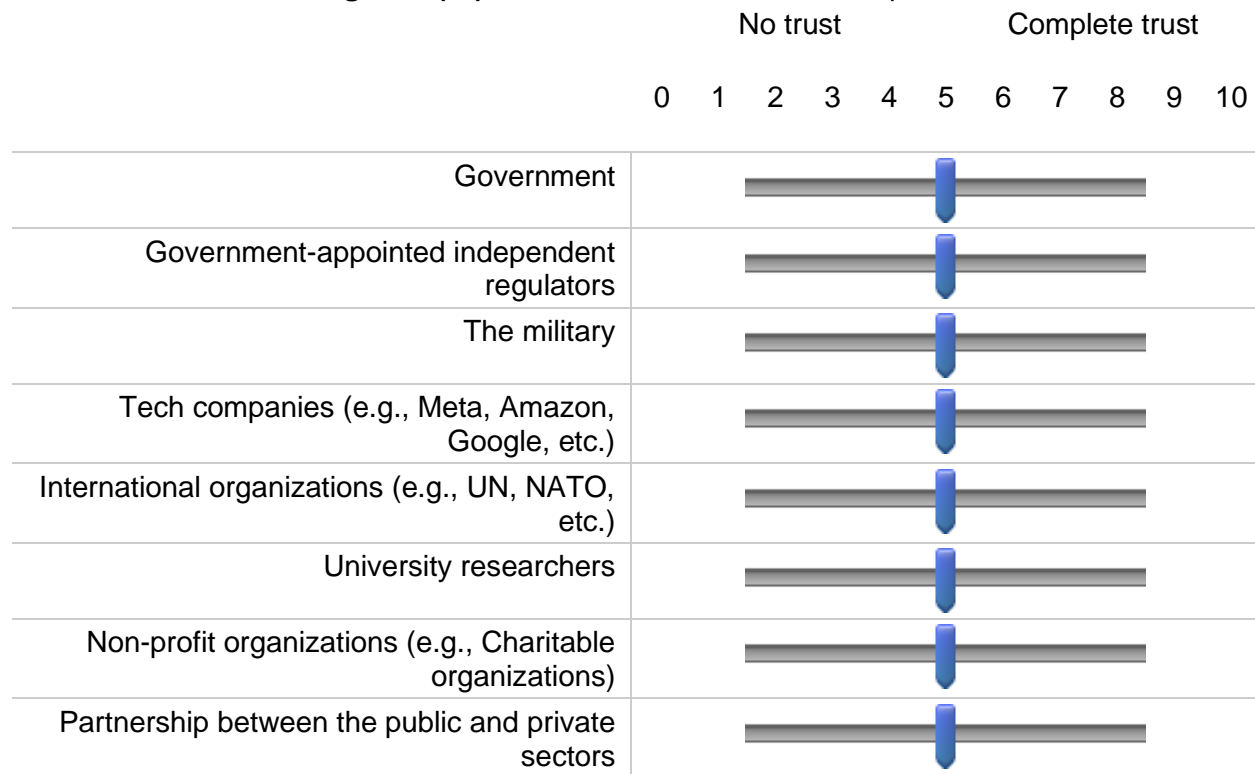 No trust Complete trust
0 1 2 3 4 5 6 7 8 9 10
Government
Government-appointed independent
regulators
The military
Tech companies (e.g., Meta, Amazon,
Google, etc.)
International organizations (e.g., UN, NATO,
etc.)
University researchers
Non-profit organizations (e.g., Charitable
organizations)
Partnership between the public and private
sectors